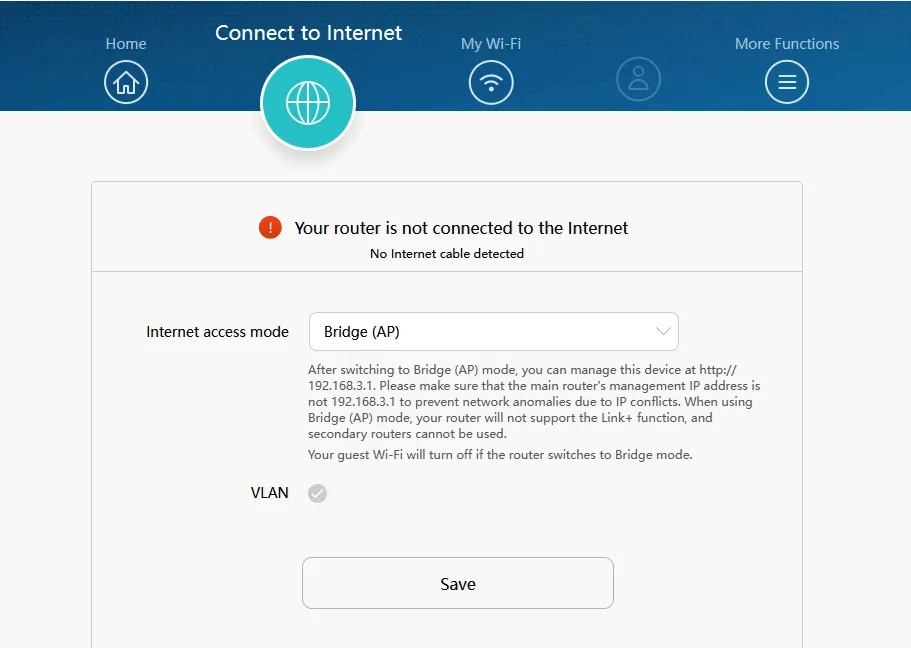 Home
Connect to Internet
My Wi-Fi
More Functions
Your router is not connected to the Internet
No Internet cable detected
Internet access mode
Bridge (AP)
After switching to Bridge (AP) mode, you can manage this device at http://
192.168.3.1. Please make sure that the main router's management IP address is
not 192.168.3.1 to prevent network anomalies due to IP conflicts. When using
Bridge (AP) mode, your router will not support the Link+ function, and
secondary routers cannot be used.
Your guest Wi-Fi will turn off if the router switches to Bridge mode.
VLAN
Save